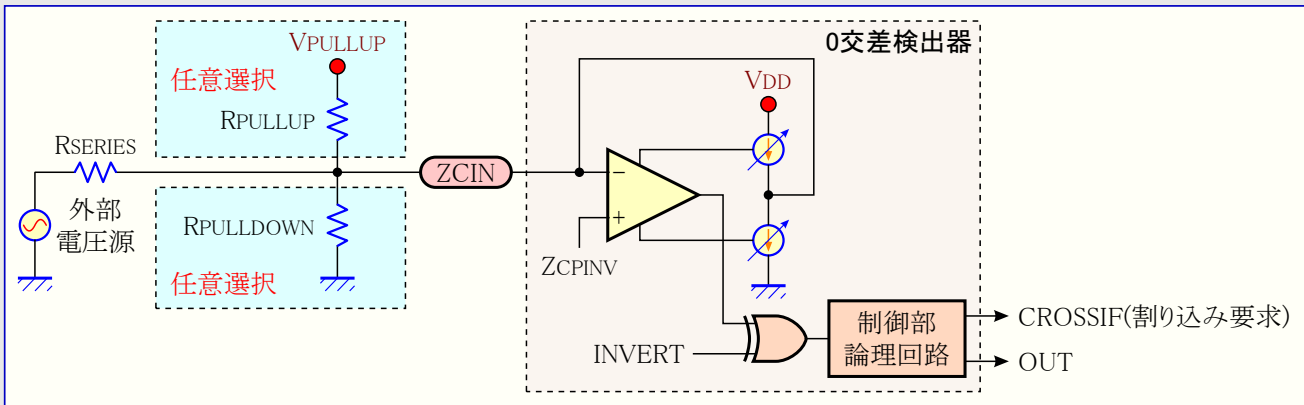 0交差検出器
VPULLUP
任意選択
RPULLUP
VDD
RSERIES
ZCIN
−
+
外部
電圧源
RPULLDOWN
任意選択
ZCPINV
INVERT
制御部
論理回路
CROSSIF(割り込み要求)
OUT